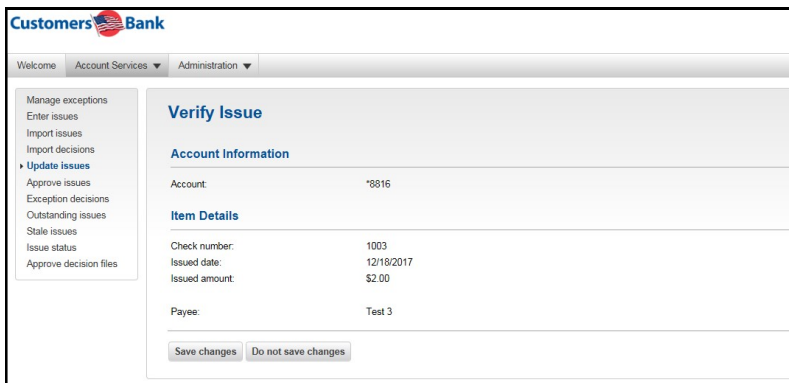 Customers Bank
Welcome Account Services Administration
Manage exceptions
Enter issues
Import issues
Import decisions
Update issues
Approve issues
Exception decisions
Outstanding issues
Stale issues
Issue status
Approve decision files
Verify Issue
Account Information
Account: *8816
Item Details
Check number: 1003
Issued date: 12/18/2017
Issued amount: $2.00
Payee: Test 3
Save changes Do not save changes